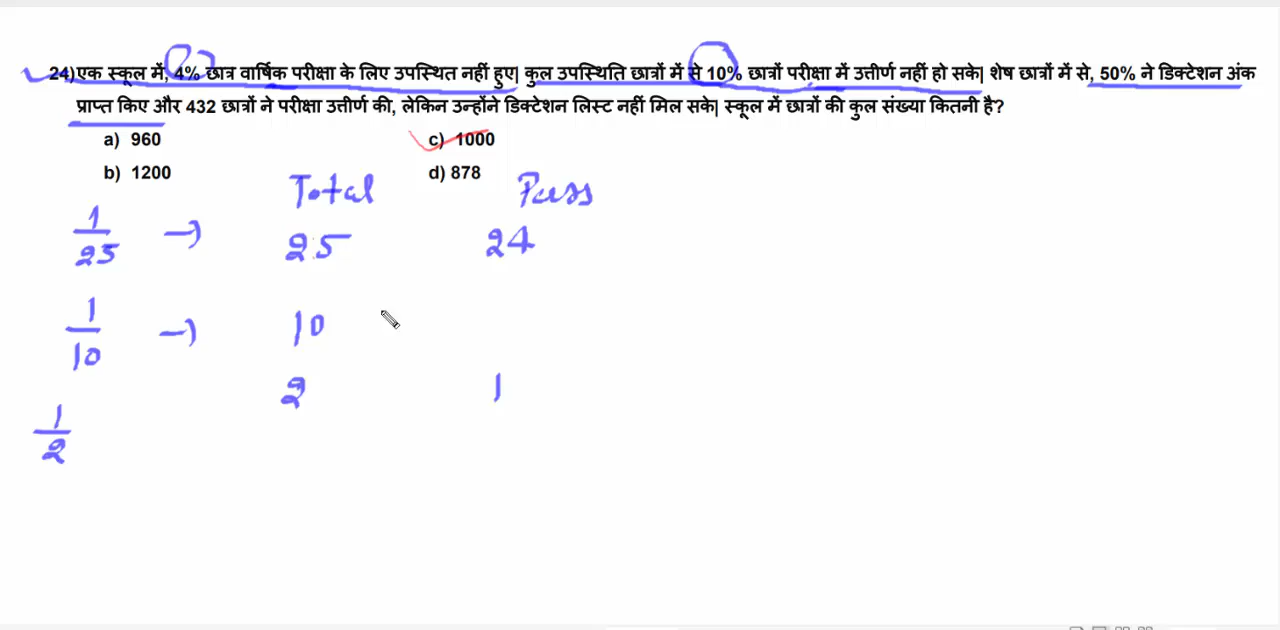 24)एक स्कूल में, 4% छात्र वार्षिक परीक्षा के लिए उपस्थित नहीं हुए| कुल उपस्थिति छात्रों में से 10% छात्रों परीक्षा में उत्तीर्ण नहीं हो सके| शेष छात्रों में से, 50% ने डिक्टेशन अंक
प्राप्त किए और 432 छात्रों ने परीक्षा उत्तीर्ण की, लेकिन उन्होंने डिक्टेशन लिस्ट नहीं मिल सके| स्कूल में छात्रों की कुल संख्या कितनी है?
a) 960 c) 1000
b) 1200 d) 878
Total Pass
1/25 → 25 24
1/10 → 10
2 1
1/2